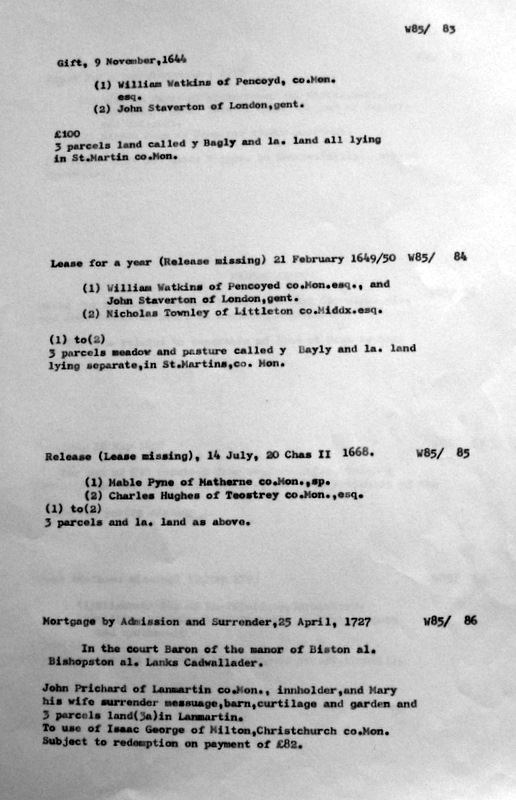 W85/ 83
Gift, 9 November,1644
(1) William Watkins of Pencoyd, co.Mon.
esq.
(2) John Staverton of London,gent.
£100
3 parcels land called y Bagly and 1a. land all lying
in St.Martin co.Mon.
Lease for a year (Release missing) 21 February 1649/50 W85/ 84
(1) William Watkins of Pencoyed co.Mon.esq., and
John Staverton of London,gent.
(2) Nicholas Townley of Littleton co.Middx.esq.
(1) to(2)
3 parcels meadow and pasture called y Bayly and 1a. land
lying separate,in St.Martins,co. Mon.
Release (Lease missing), 14 July, 20 Chas II 1668. W85/ 85
(1) Mable Pyne of Matherne co.Mon.,sp.
(2) Charles Hughes of Teostrey co.Mon.,esq.
(1) to(2)
3 parcels and 1a. land as above.
Mortgage by Admission and Surrender,25 April, 1727 W85/ 86
In the court Baron of the manor of Biston al.
Bishopston al. Lanks Cadwallader.
John Prichard of Lanmartin co.Mon., innholder,and Mary
his wife surrender messuage,barn,curtilage and garden and
3 parcels land(3a)in Lanmartin.
To use of Isaac George of Milton,Christchurch co.Mon.
Subject to redemption on payment of £82.